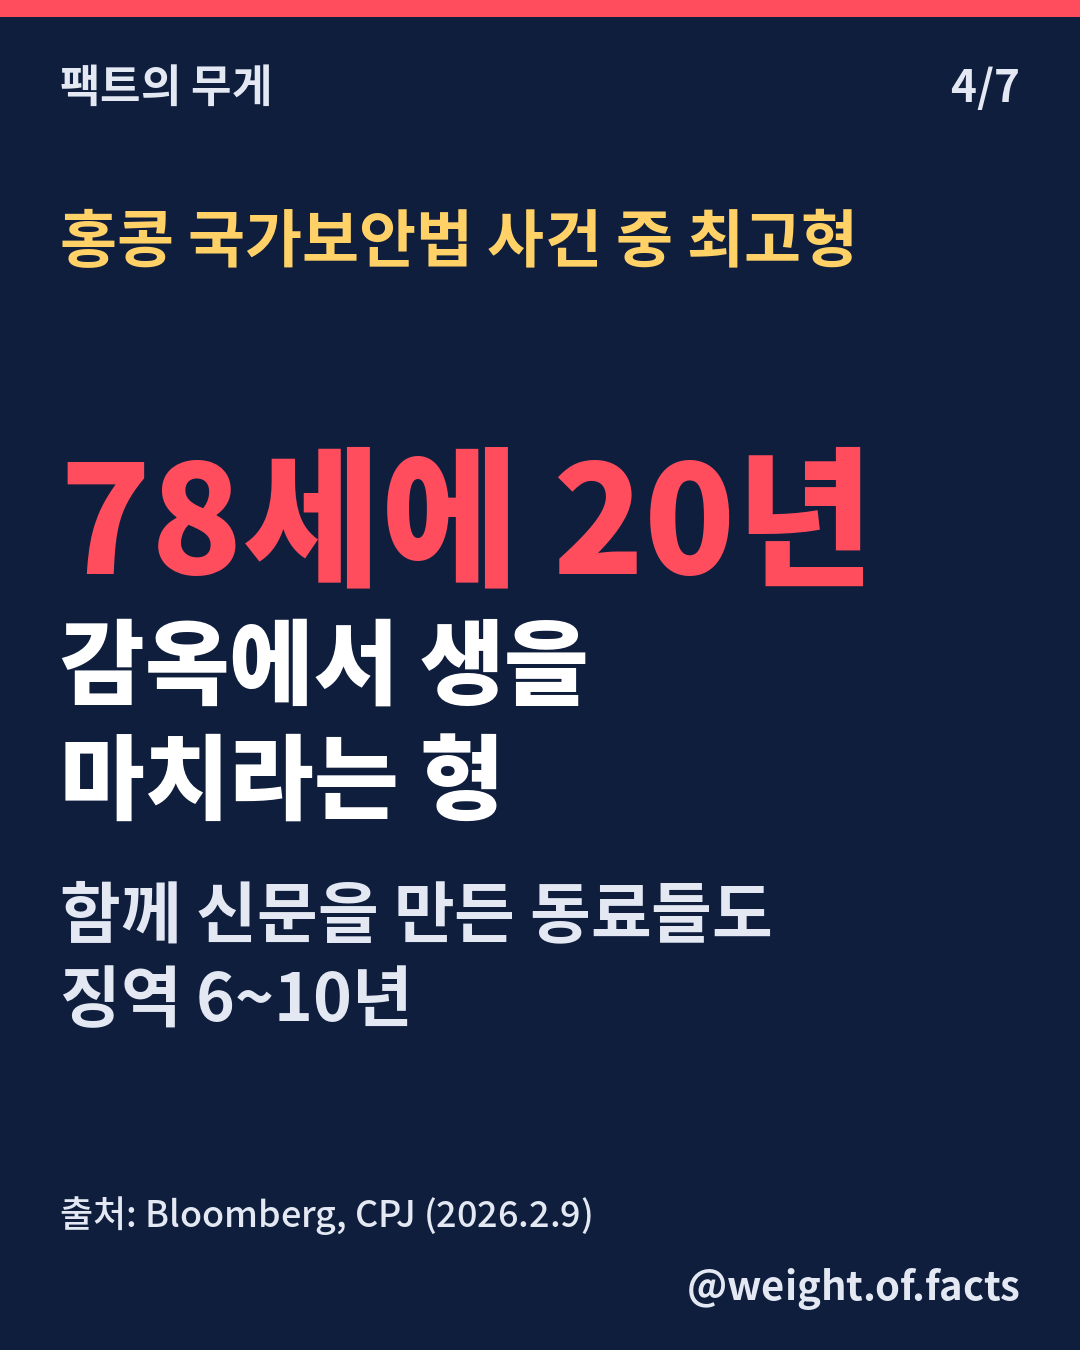 팩트의 무게
4/7
홍콩 국가보안법 사건 중 최고형
78세에 20년
감옥에서 생을
마치라는 형
함께 신문을 만든 동료들도
징역 6~10년
출처: Bloomberg, CPJ (2026.2.9)
@weight.of.facts